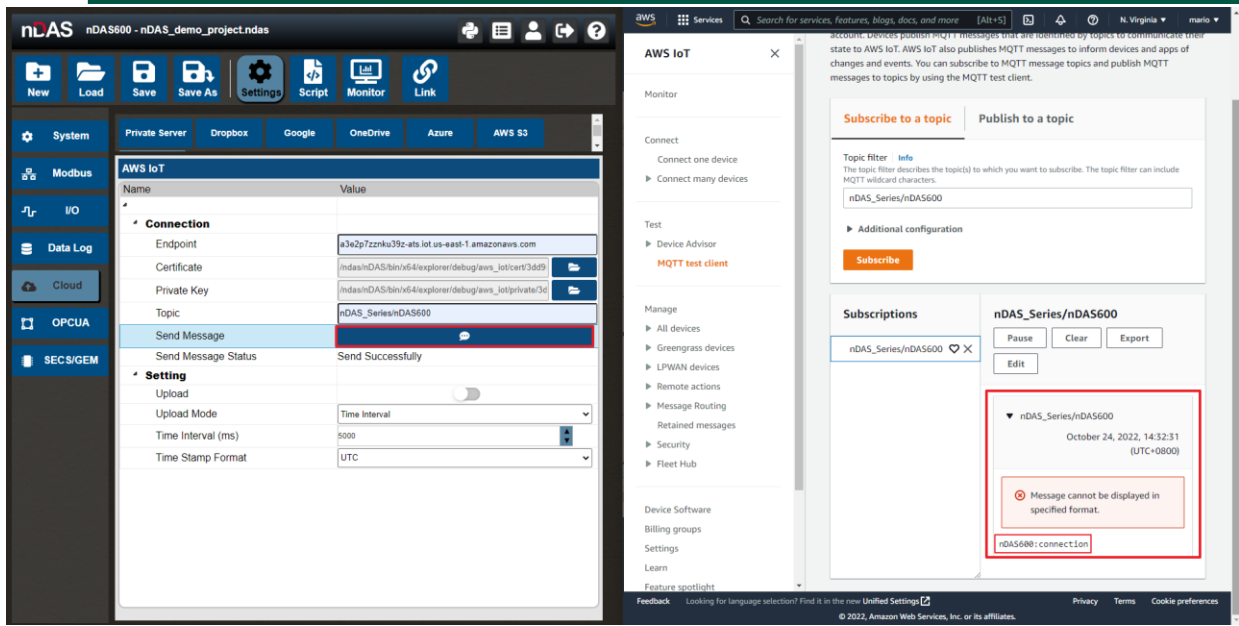 nDAS nDAS600 - nDAS_demo_project.ndas
New Load Save Save As Settings Script Monitor Link
System
Modbus
I/O
Data Log
Cloud
OPCUA
SECS/GEM
Private Server Dropbox Google OneDrive Azure AWS S3
AWS IoT
Name Value
Connection
Endpoint a3e2p7zznku39z-ats.iot.us-east-1.amazonaws.com
Certificate /ndas/nDAS/bin/x64/explorer/debug/aws_iot/cert/3dd9
Private Key /ndas/nDAS/bin/x64/explorer/debug/aws_iot/private/3d
Topic nDAS_Series/nDAS600
Send Message
Send Message Status Send Successfully
Setting
Upload
Upload Mode Time Interval
Time Interval (ms) 5000
Time Stamp Format UTC
aws Services Search for services, features, blogs, docs, and more [Alt+S] N. Virginia mario
AWS IoT
Monitor
Connect
Connect one device
Connect many devices
Test
Device Advisor
MQTT test client
Manage
All devices
Greengrass devices
LPWAN devices
Remote actions
Message Routing
Retained messages
Security
Fleet Hub
Device Software
Billing groups
Settings
Learn
Feature spotlight
account. Devices publish MQTT messages that are identified by topics to communicate their
state to AWS IoT. AWS IoT also publishes MQTT messages to inform devices and apps of
changes and events. You can subscribe to MQTT message topics and publish MQTT
messages to topics by using the MQTT test client.
Subscribe to a topic Publish to a topic
Topic filter Info
The topic filter describes the topic(s) to which you want to subscribe. The topic filter can include
MQTT wildcard characters.
nDAS_Series/nDAS600
Additional configuration
Subscribe
Subscriptions
nDAS_Series/nDAS600
nDAS_Series/nDAS600
Pause Clear Export
Edit
nDAS_Series/nDAS600
October 24, 2022, 14:32:31
(UTC+0800)
Message cannot be displayed in
specified format.
nDAS600:connection
Feedback Looking for language selection? Find it in the new Unified Settings Privacy Terms Cookie preferences
© 2022, Amazon Web Services, Inc. or its affiliates.